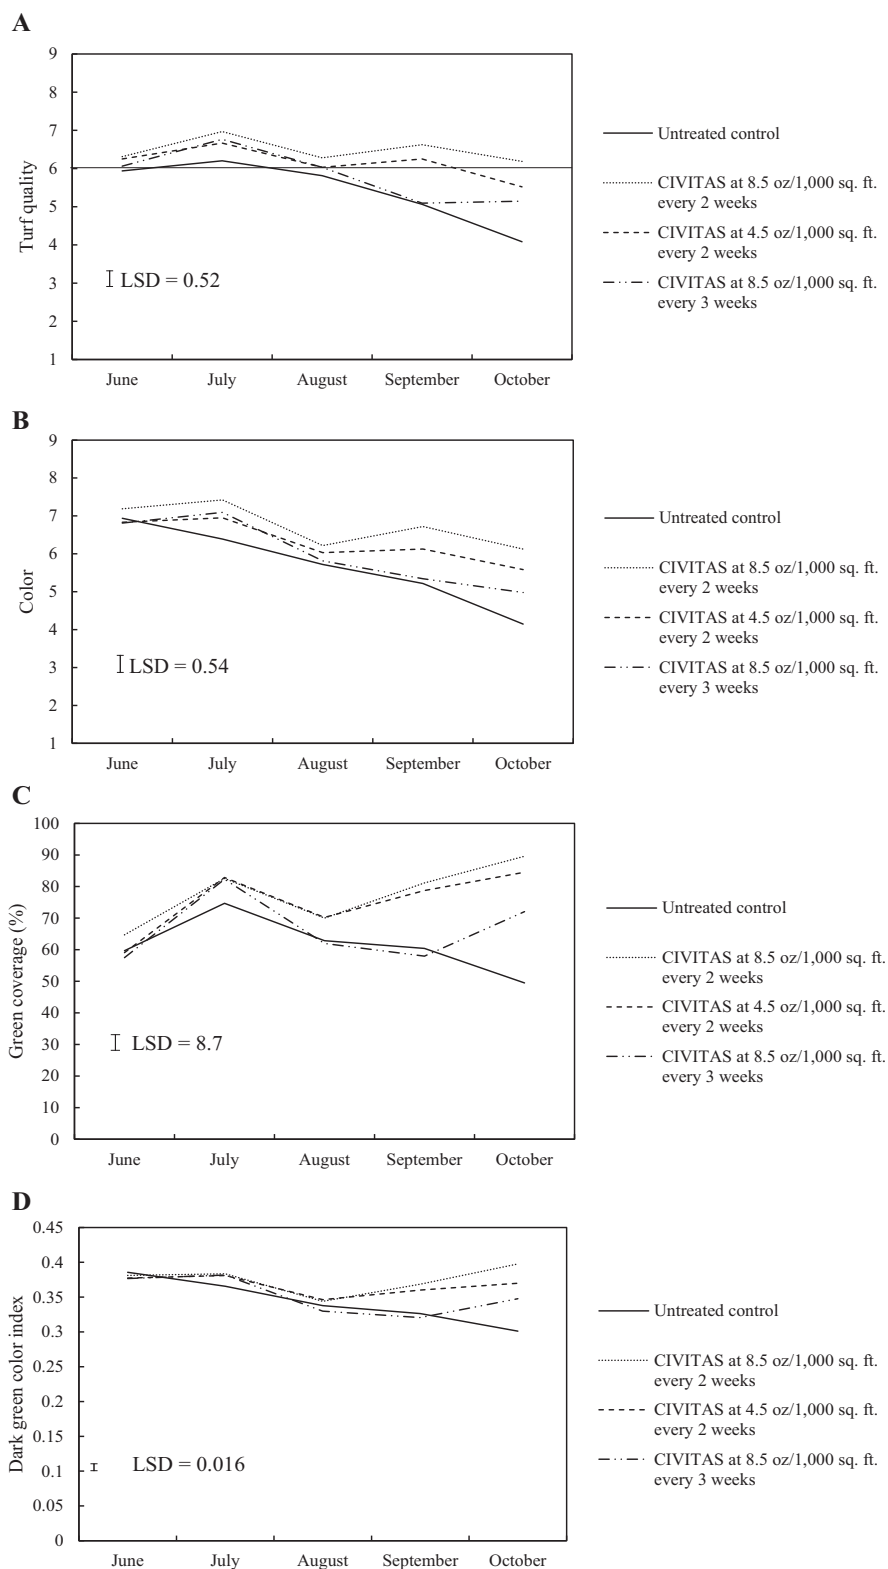 A
9
8
7
6
5
4
3
2
1
Turf quality
LSD = 0.52
June July August September October
Untreated control
CIVITAS at 8.5 oz/1,000 sq. ft.
every 2 weeks
CIVITAS at 4.5 oz/1,000 sq. ft.
every 2 weeks
CIVITAS at 8.5 oz/1,000 sq. ft.
every 3 weeks
B
9
8
7
6
5
4
3
2
1
Color
LSD = 0.54
June July August September October
Untreated control
CIVITAS at 8.5 oz/1,000 sq. ft.
every 2 weeks
CIVITAS at 4.5 oz/1,000 sq. ft.
every 2 weeks
CIVITAS at 8.5 oz/1,000 sq. ft.
every 3 weeks
C
100
90
80
70
60
50
40
30
20
10
0
Green coverage (%)
LSD = 8.7
June July August September October
Untreated control
CIVITAS at 8.5 oz/1,000 sq. ft.
every 2 weeks
CIVITAS at 4.5 oz/1,000 sq. ft.
every 2 weeks
CIVITAS at 8.5 oz/1,000 sq. ft.
every 3 weeks
D
0.45
0.4
0.35
0.3
0.25
0.2
0.15
0.1
0.05
0
Dark green color index
LSD = 0.016
June July August September October
Untreated control
CIVITAS at 8.5 oz/1,000 sq. ft.
every 2 weeks
CIVITAS at 4.5 oz/1,000 sq. ft.
every 2 weeks
CIVITAS at 8.5 oz/1,000 sq. ft.
every 3 weeks